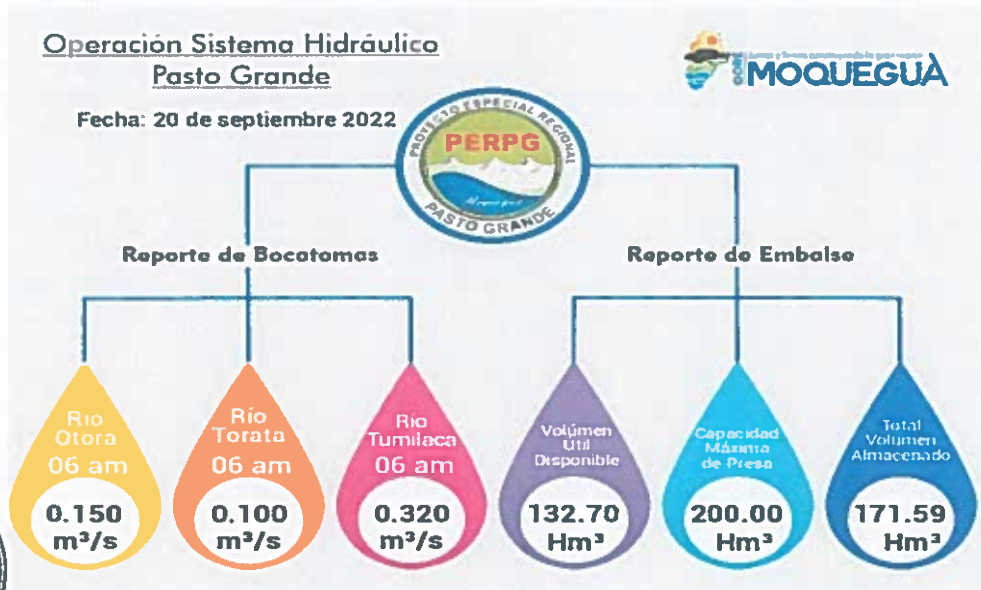 Operación Sistema Hidráulico
Pasto Grande
GORE
MOQUEGUA
Fecha: 20 de septiembre 2022
PROYECTO ESPECIAL REGIONAL
PERPG
PASTO GRANDE
Reporte de Bocatomas
Reporte de Embalse
Río
Otora
06 am
0.150
m³/s
Río
Torata
06 am
0.100
m³/s
Río
Tumilaca
06 am
0.320
m³/s
Volúmen
Útil
Disponible
132.70
Hm³
Capacidad
Máxima
de Presa
200.00
Hm³
Total
Volumen
Almacenado
171.59
Hm³